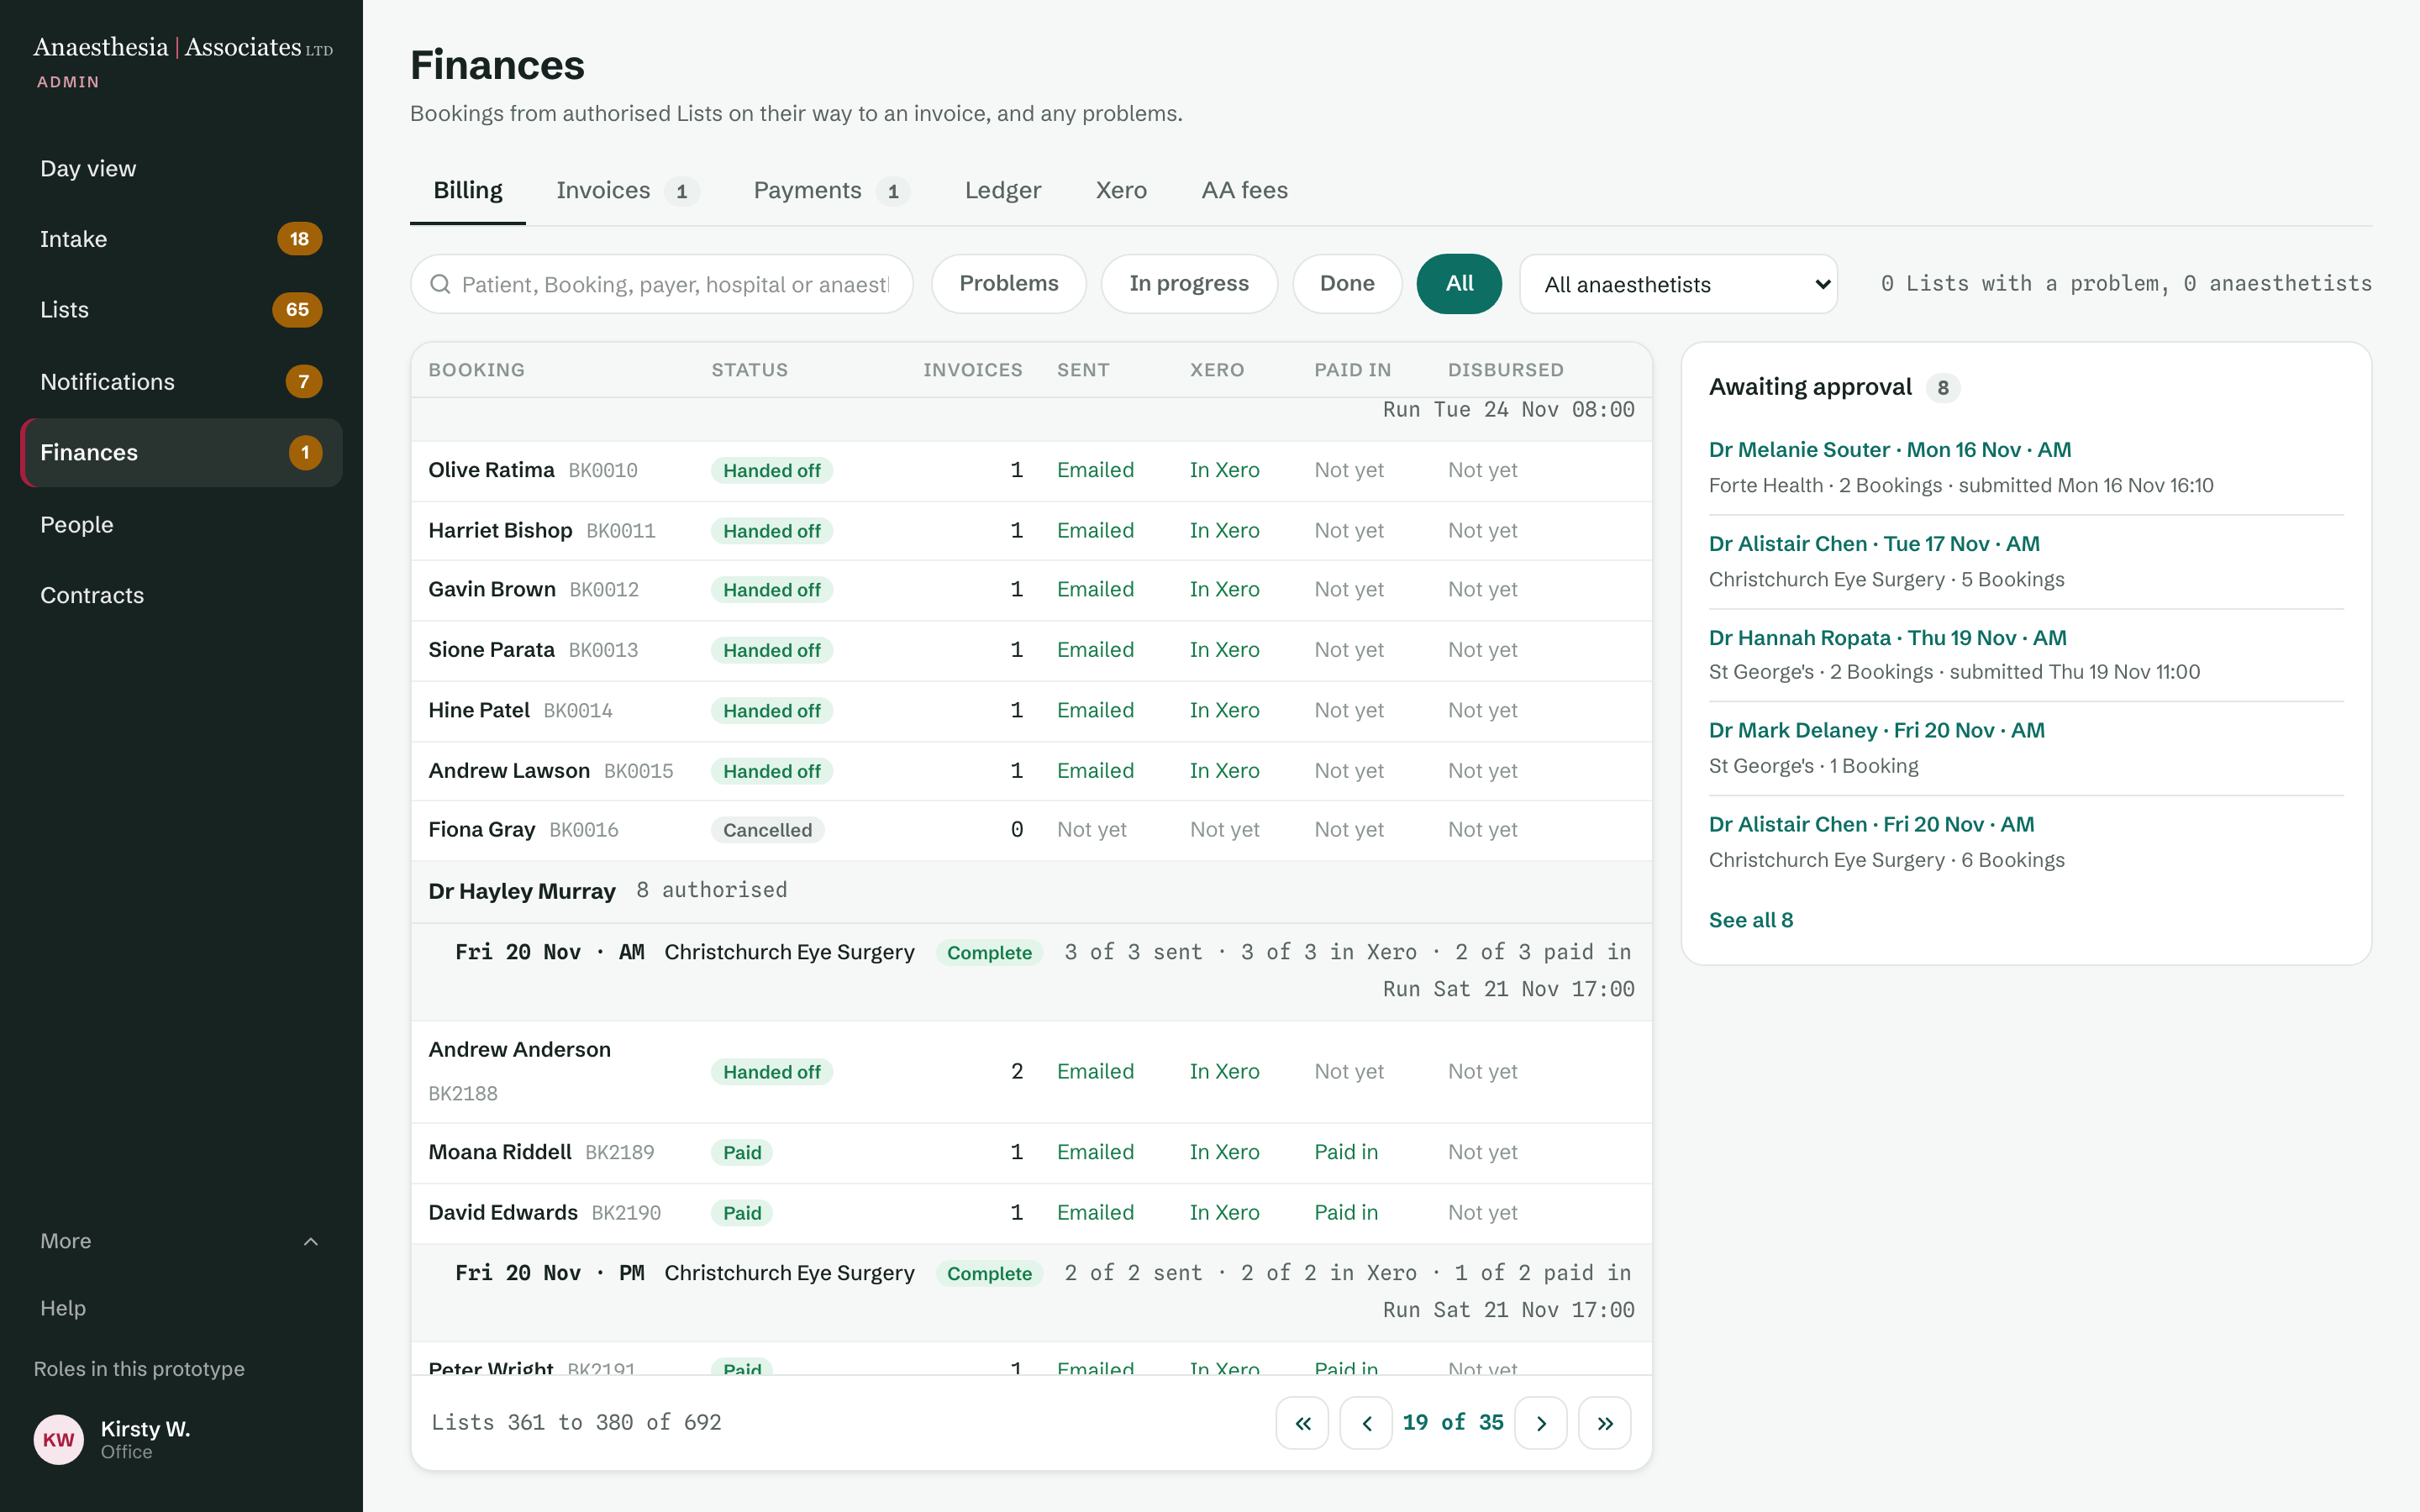 Anaesthesia | Associates LTD
ADMIN
Day view
Intake 18
Lists 65
Notifications 7
Finances 1
People
Contracts
More
Help
Roles in this prototype
KW
Kirsty W.
Office
Finances
Bookings from authorised Lists on their way to an invoice, and any problems.
Billing Invoices 1 Payments 1 Ledger Xero AA fees
Patient, Booking, payer, hospital or anaest
Problems In progress Done All All anaesthetists 0 Lists with a problem, 0 anaesthetists
BOOKING STATUS INVOICES SENT XERO PAID IN DISBURSED
Run Tue 24 Nov 08:00
Olive Ratima BK0010 Handed off 1 Emailed In Xero Not yet Not yet
Harriet Bishop BK0011 Handed off 1 Emailed In Xero Not yet Not yet
Gavin Brown BK0012 Handed off 1 Emailed In Xero Not yet Not yet
Sione Parata BK0013 Handed off 1 Emailed In Xero Not yet Not yet
Hine Patel BK0014 Handed off 1 Emailed In Xero Not yet Not yet
Andrew Lawson BK0015 Handed off 1 Emailed In Xero Not yet Not yet
Fiona Gray BK0016 Cancelled 0 Not yet Not yet Not yet Not yet
Dr Hayley Murray 8 authorised
Fri 20 Nov · AM Christchurch Eye Surgery Complete 3 of 3 sent · 3 of 3 in Xero · 2 of 3 paid in
Run Sat 21 Nov 17:00
Andrew Anderson
BK2188 Handed off 2 Emailed In Xero Not yet Not yet
Moana Riddell BK2189 Paid 1 Emailed In Xero Paid in Not yet
David Edwards BK2190 Paid 1 Emailed In Xero Paid in Not yet
Fri 20 Nov · PM Christchurch Eye Surgery Complete 2 of 2 sent · 2 of 2 in Xero · 1 of 2 paid in
Run Sat 21 Nov 17:00
Peter Wright BK2191 Paid 1 Emailed In Xero Paid in Not yet
Lists 361 to 380 of 692
« ‹ 19 of 35 › »
Awaiting approval 8
Dr Melanie Souter · Mon 16 Nov · AM
Forte Health · 2 Bookings · submitted Mon 16 Nov 16:10
Dr Alistair Chen · Tue 17 Nov · AM
Christchurch Eye Surgery · 5 Bookings
Dr Hannah Ropata · Thu 19 Nov · AM
St George's · 2 Bookings · submitted Thu 19 Nov 11:00
Dr Mark Delaney · Fri 20 Nov · AM
St George's · 1 Booking
Dr Alistair Chen · Fri 20 Nov · AM
Christchurch Eye Surgery · 6 Bookings
See all 8